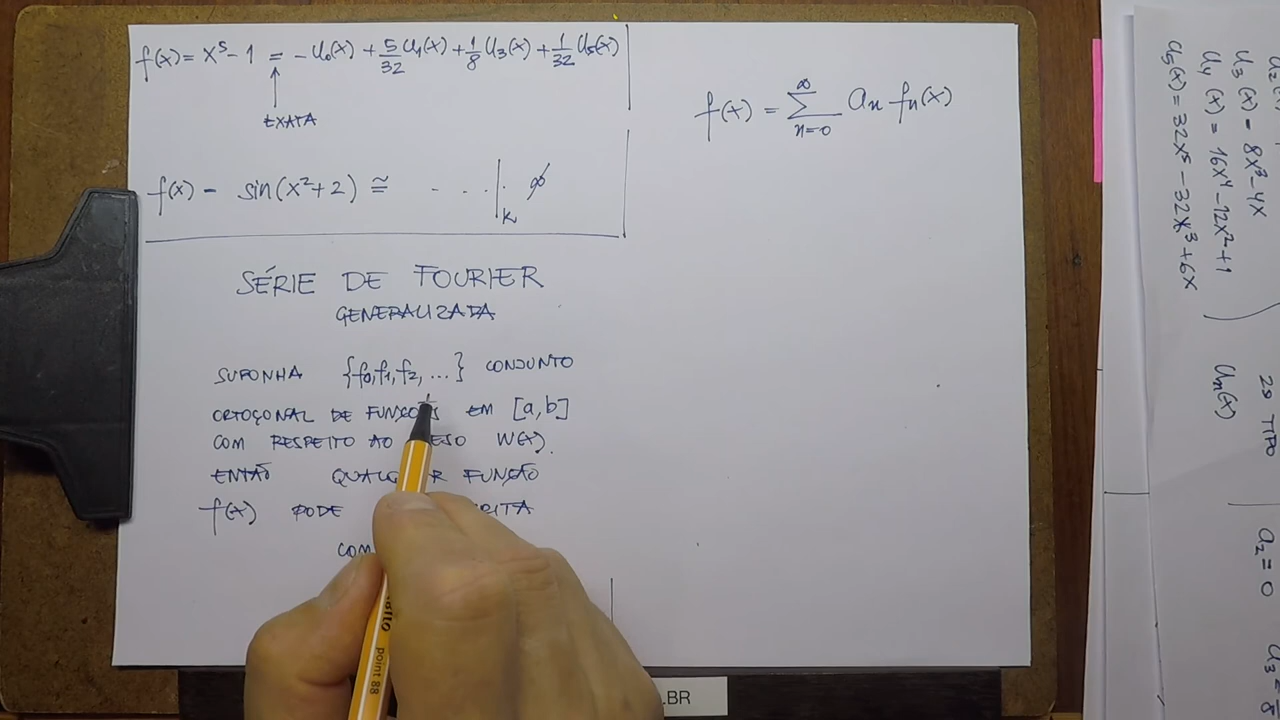 f(x) = x⁵ - 1 = -U₀(x) + 5/32 U₁(x) + 1/8 U₃(x) + 1/32 U₅(x)
EXATA
f(x) - sin(x²+2) ≅ - . . . |ₖ ∅
SÉRIE DE FOURIER
GENERALIZADA
SUPONHA {f₀,f₁,f₂, ...} CONJUNTO
ORTOGONAL DE FUNÇÕES EM [a,b]
COM RESPEITO AO PESO W(x).
ENTÃO QUALQUER FUNÇÃO
f(x) PODE
f(x) = ∑_{n=0}^{∞} aₙ fₙ(x)
U₃(x) = 8x³ - 4x
U₄(x) = 16x⁴ - 12x² + 1
U₅(x) = 32x⁵ - 32x³ + 6x
Uₙ(x)
2º TIPO
a₂ = 0
point 88
.BR